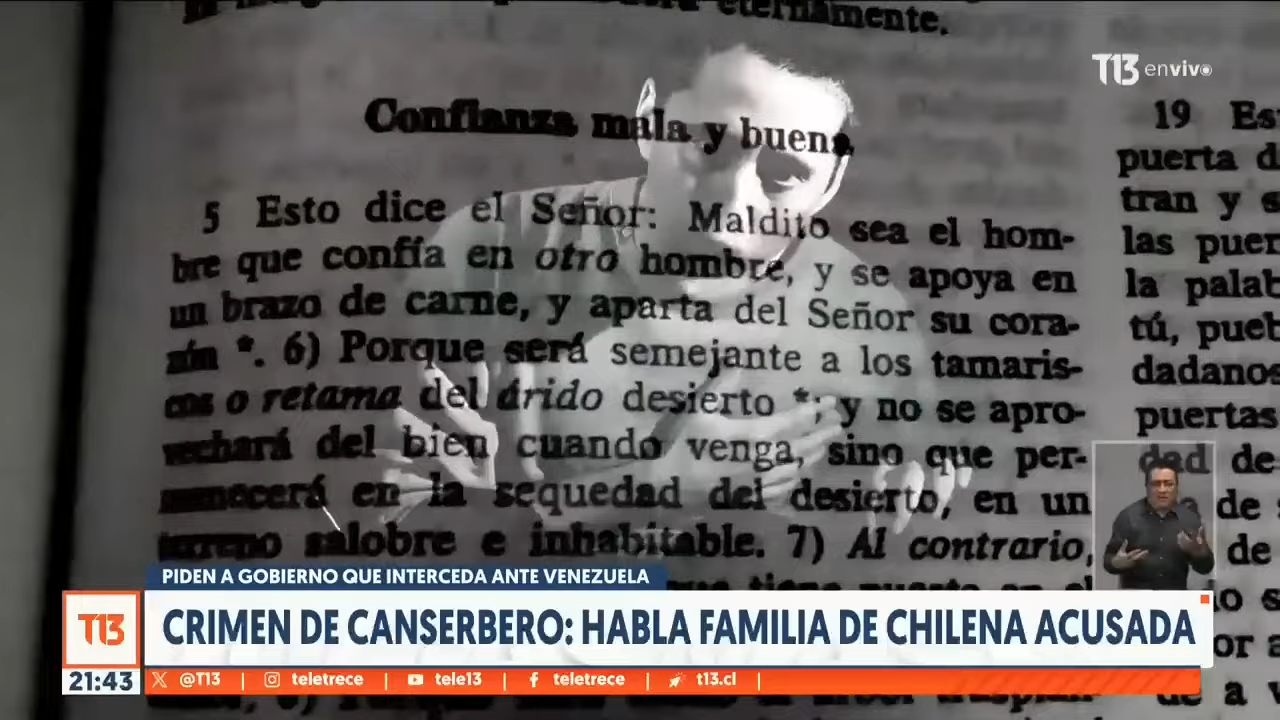 eternamente.
T13 envivo
Confianza mala y buena
5 Esto dice el Señor: Maldito sea el hom-
bre que confía en otro hombre, y se apoya en
un brazo de carne, y aparta del Señor su cora-
zón *. 6) Porque será semejante a los tamaris-
cos o retama del árido desierto *; y no se apro-
vechará del bien cuando venga, sino que per-
manecerá en la sequedad del desierto, en un
terreno salobre e inhabitable. 7) Al contrario,
19 Es
puerta d
tran y s
las puer
la palab
tú, pueb
dadanos
puertas
dad de
de
de
PIDEN A GOBIERNO QUE INTERCEDA ANTE VENEZUELA
T13
CRIMEN DE CANSERBERO: HABLA FAMILIA DE CHILENA ACUSADA
21:43
@T13 | teletrece | tele13 | teletrece | t13.cl |